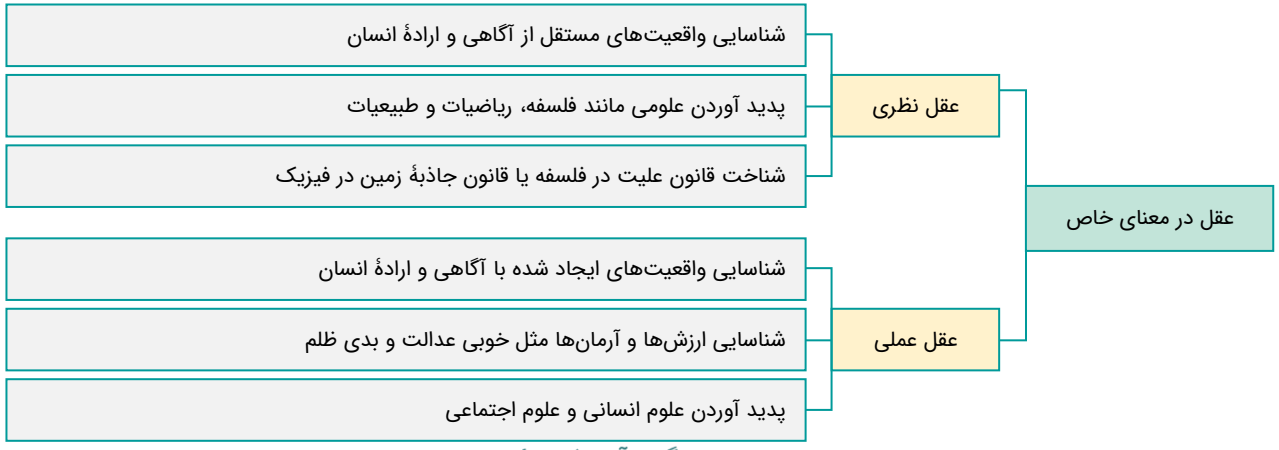 عقل در معنای خاص
عقل نظری
شناسایی واقعیت‌های مستقل از آگاهی و ارادهٔ انسان
پدید آوردن علومی مانند فلسفه، ریاضیات و طبیعیات
شناخت قانون علیت در فلسفه یا قانون جاذبهٔ زمین در فیزیک
عقل عملی
شناسایی واقعیت‌های ایجاد شده با آگاهی و ارادهٔ انسان
شناسایی ارزش‌ها و آرمان‌ها مثل خوبی عدالت و بدی ظلم
پدید آوردن علوم انسانی و علوم اجتماعی